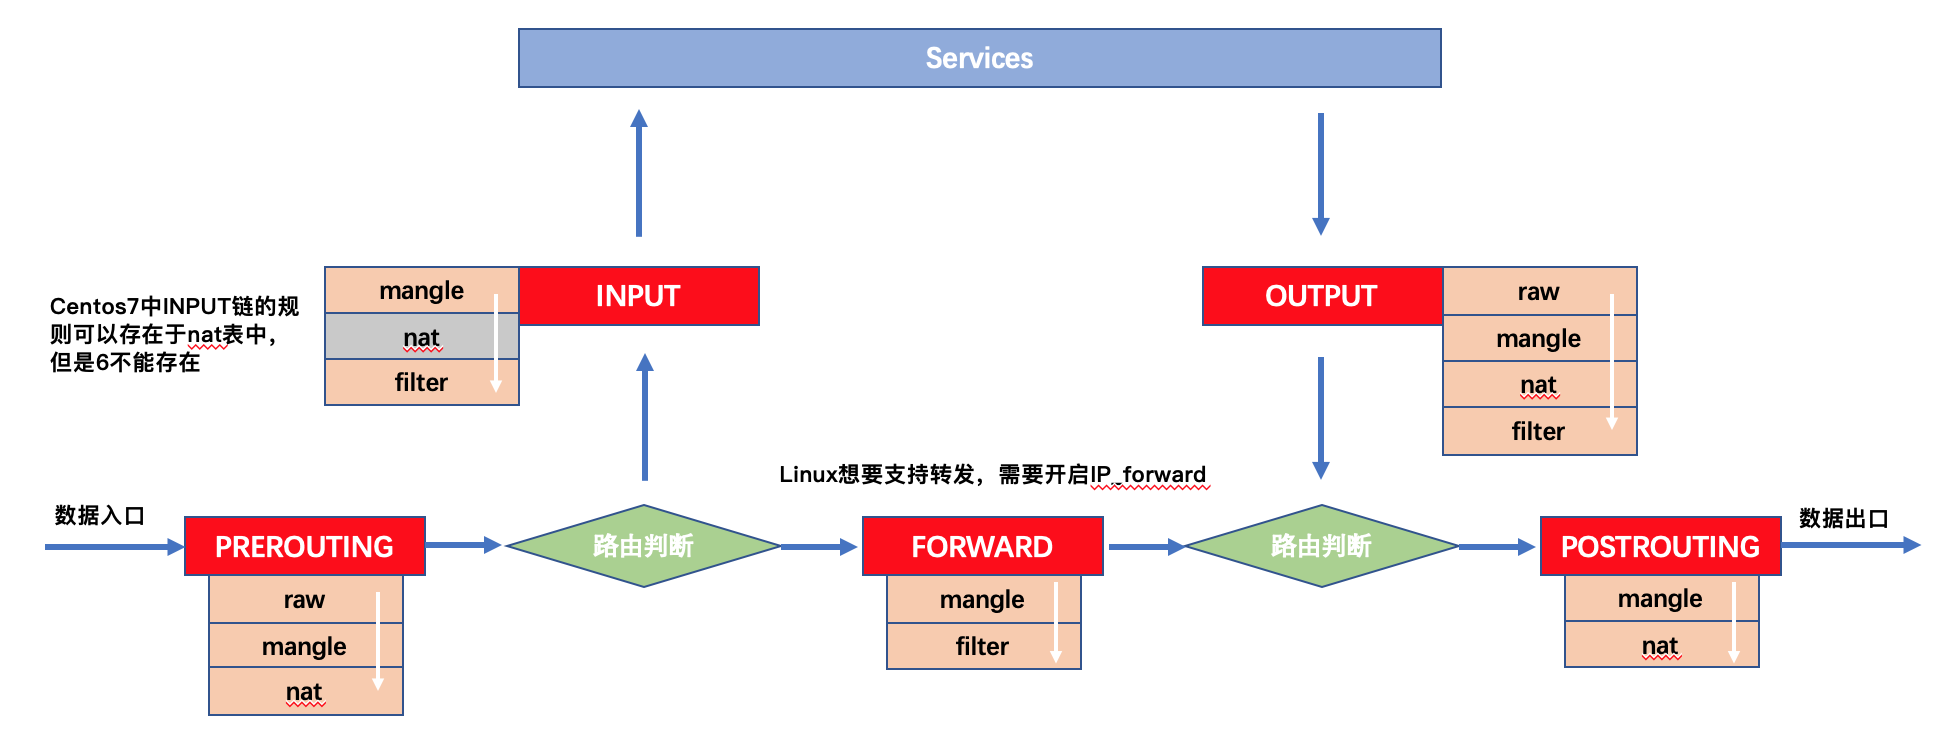 Services
mangle
nat
filter
INPUT
OUTPUT
raw
mangle
nat
filter
Centos7中INPUT链的规
则可以存在于nat表中，
但是6不能存在
Linux想要支持转发，需要开启IP_forward
数据入口
PREROUTING
raw
mangle
nat
路由判断
FORWARD
mangle
filter
路由判断
POSTROUTING
mangle
nat
数据出口